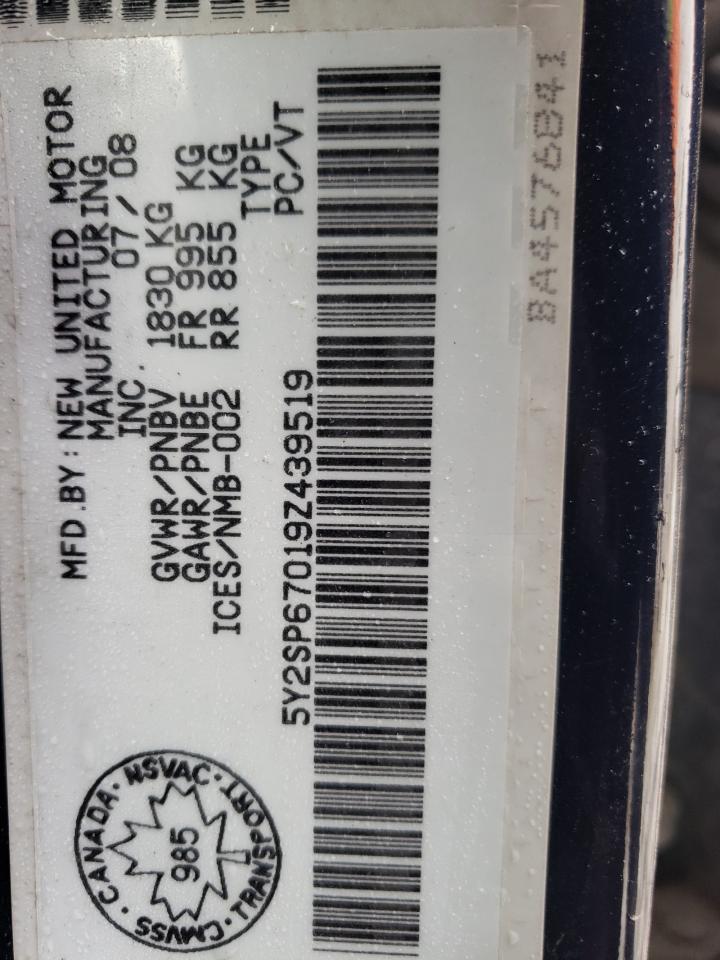 MFD.BY: NEW UNITED MOTOR
MANUFACTURING
INC. 07/08
GVWR/PNBV 1830 KG
GAWR/PNBE FR 995 KG
ICES/NMB-002 RR 855 KG
TYPE
5Y2SP67019Z439519 PC/VT
CANADA · NSVAC · TRANSPORT · CMVSS ·
985
BA4576841